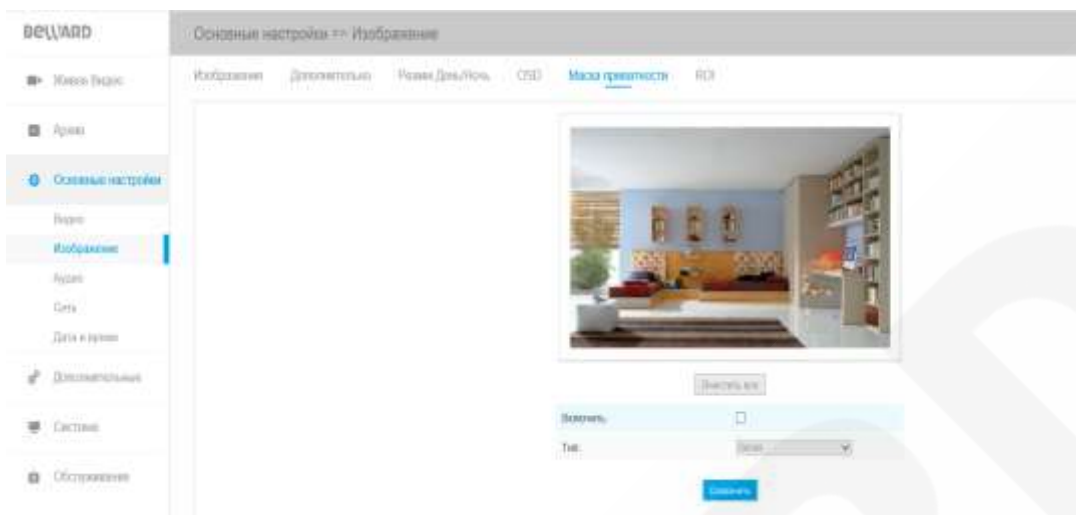 BEWARD
Основные настройки >> Изображение
Изображение Дополнительно Режим День/Ночь OSD Маска приватности ROI
Живое Видео
Архив
Основные настройки
Видео
Изображение
Аудио
Сеть
Дата и время
Дополнительные
Система
Обслуживание
Очистить все
Включить:
Тип:
Сохранить